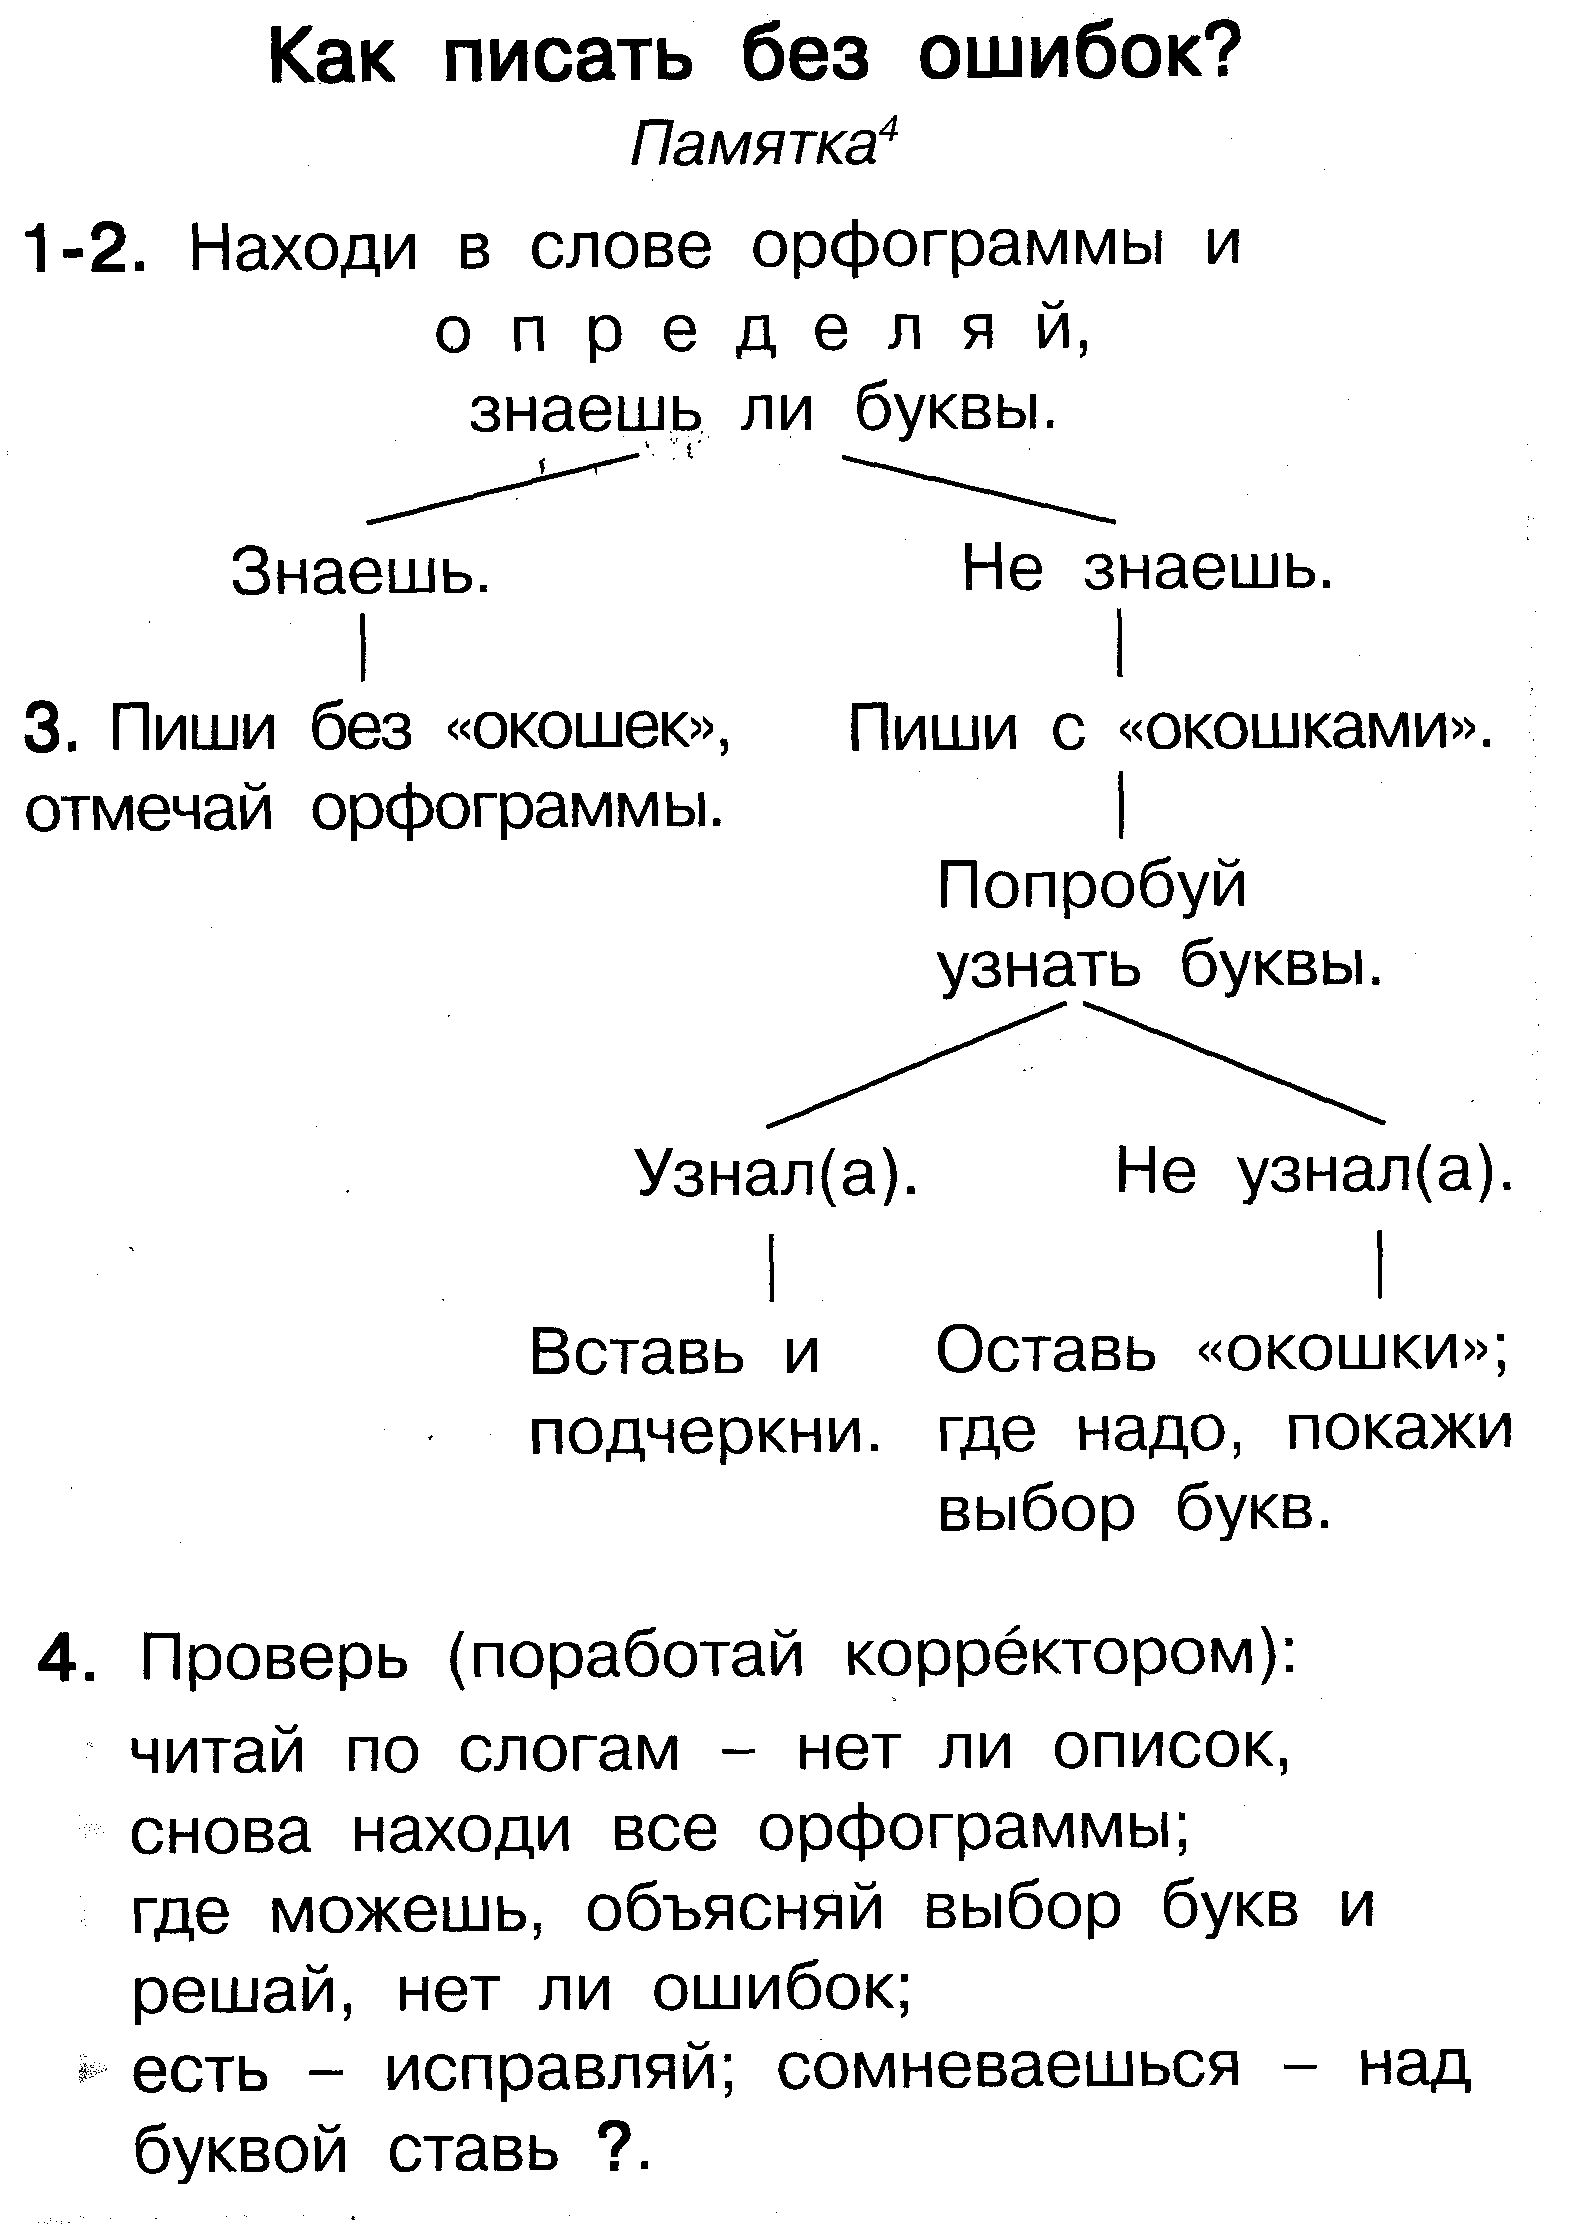 Как писать без ошибок?
Памятка⁴
1-2. Находи в слове орфограммы и
о п р е д е л я й,
знаешь ли буквы.
Знаешь. Не знаешь.
3. Пиши без «окошек», Пиши с «окошками».
отмечай орфограммы.
Попробуй
узнать буквы.
Узнал(а). Не узнал(а).
Вставь и Оставь «окошки»;
подчеркни. где надо, покажи
выбор букв.
4. Проверь (поработай корре́ктором):
читай по слогам – нет ли описок,
снова находи все орфограммы;
где можешь, объясняй выбор букв и
решай, нет ли ошибок;
есть – исправляй; сомневаешься – над
буквой ставь ?.